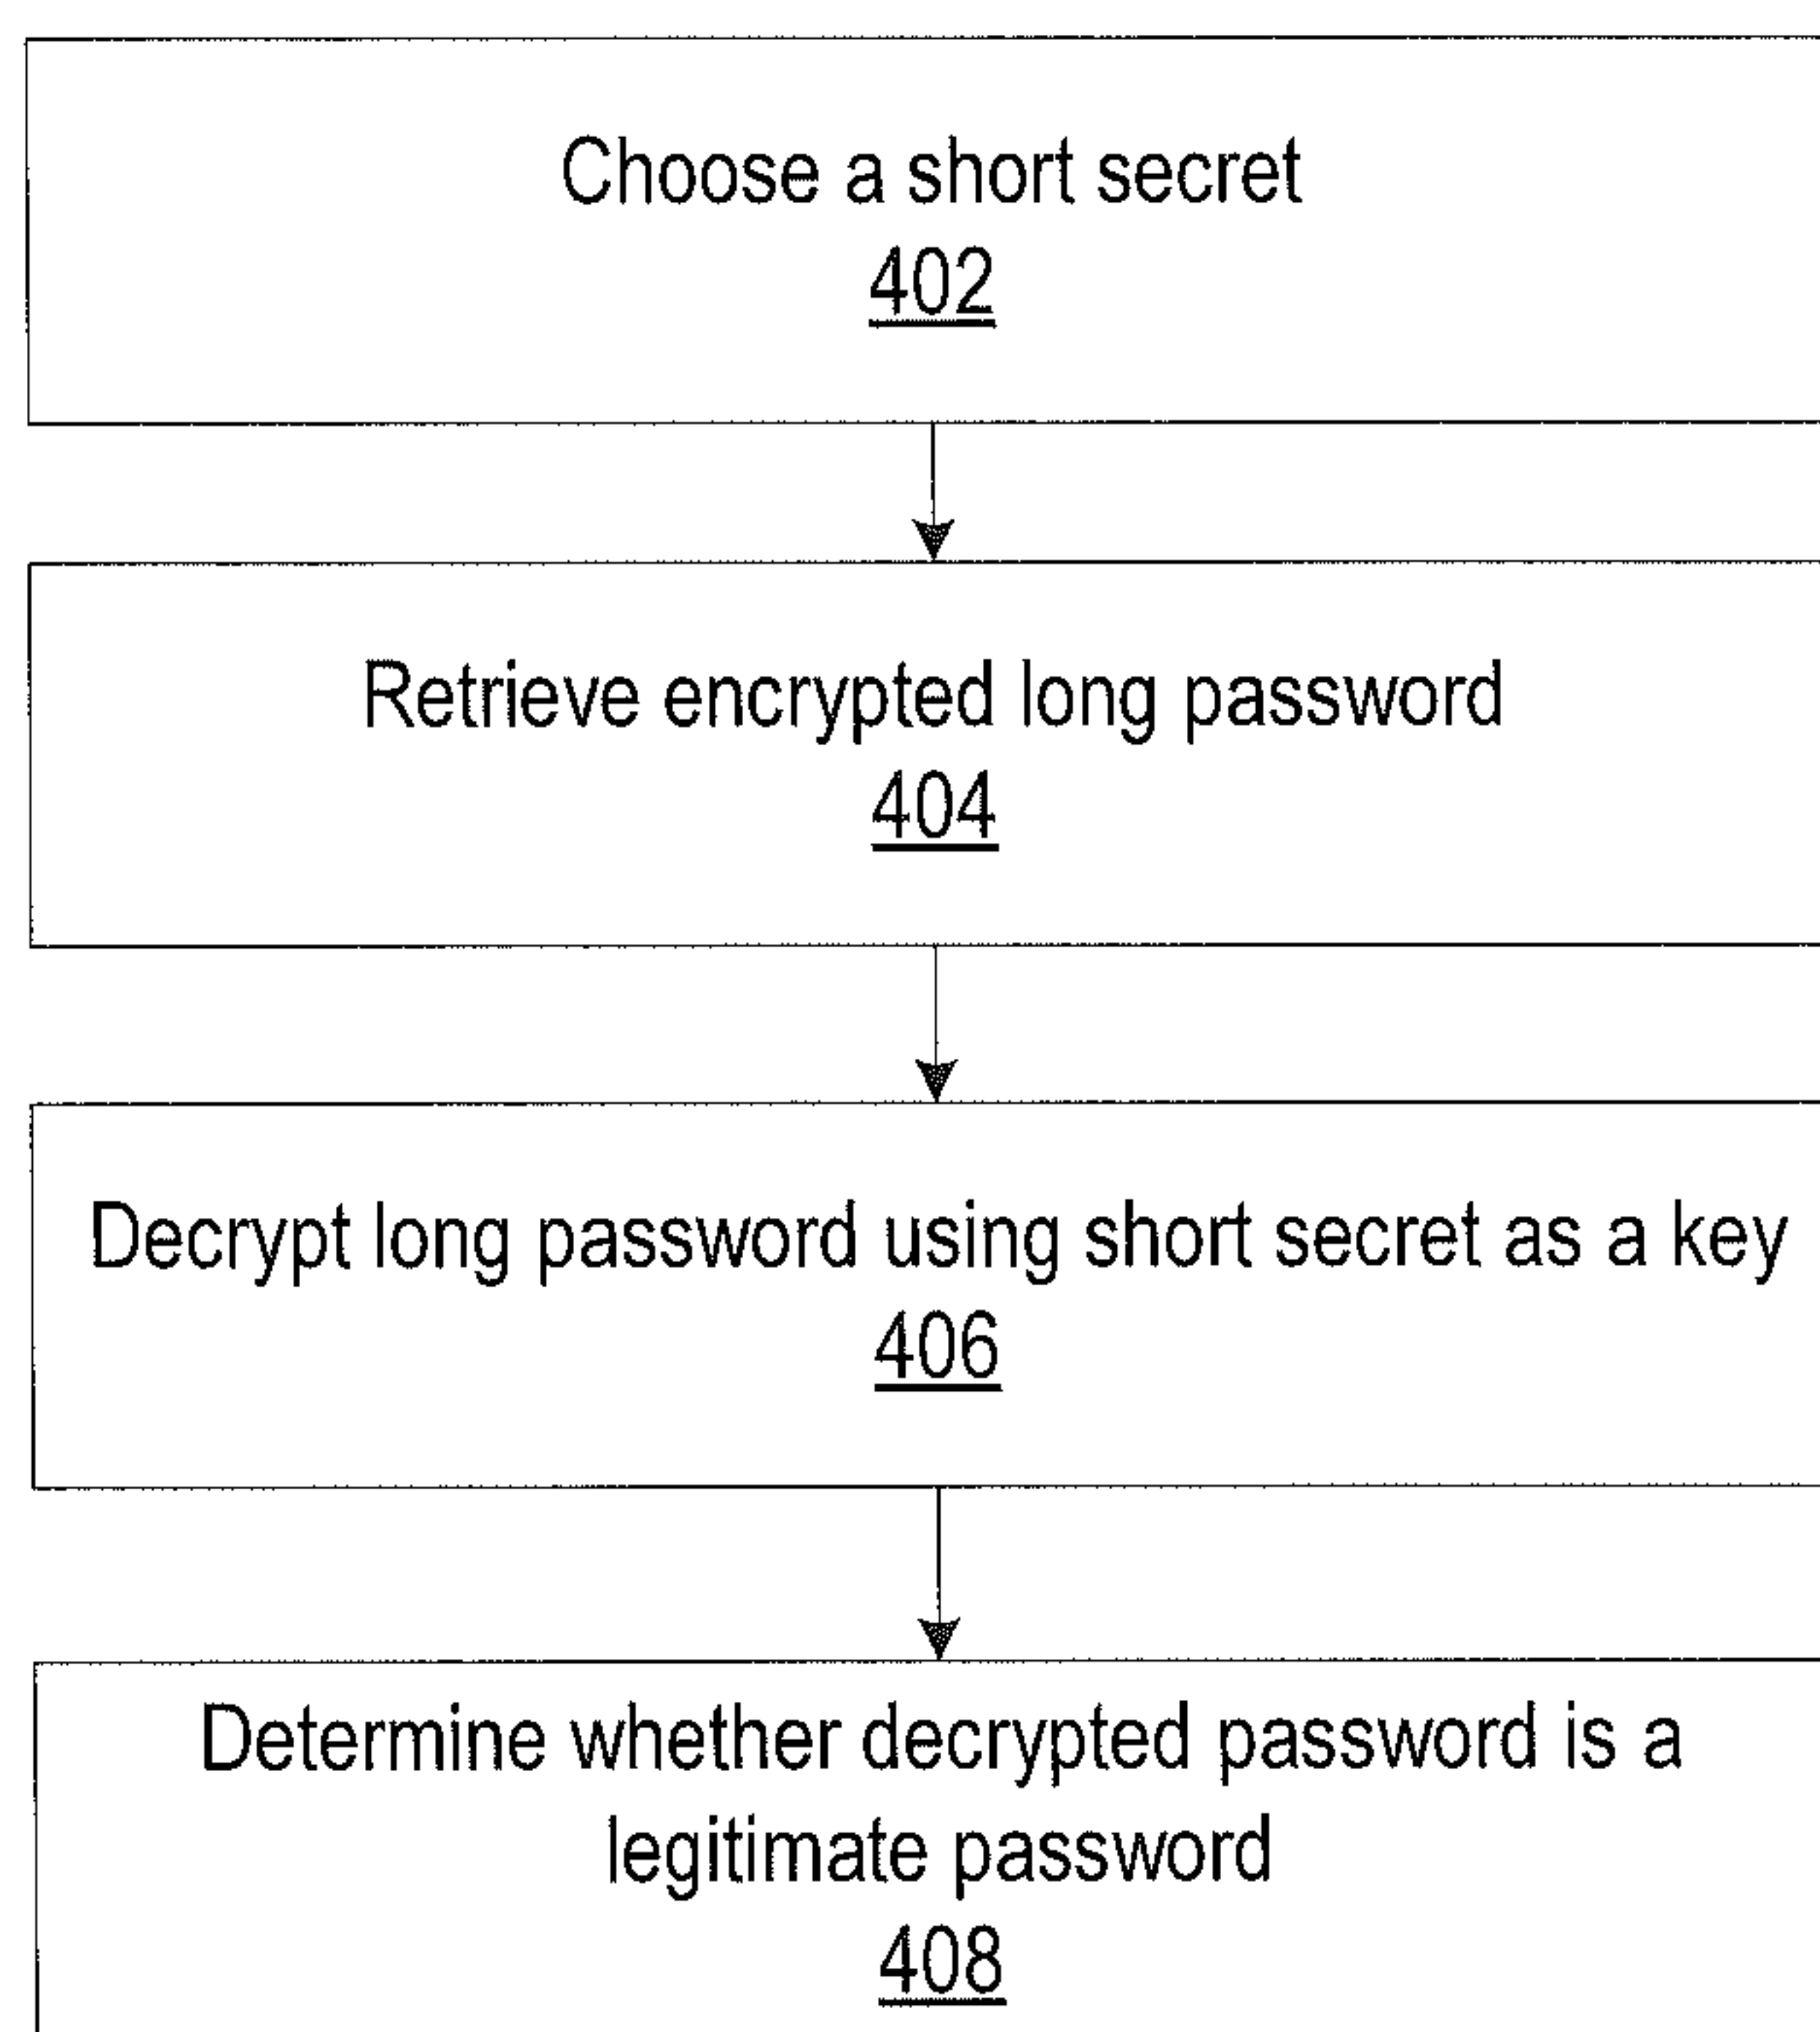 Choose a short secret
402
Retrieve encrypted long password
404
Decrypt long password using short secret as a key
406
Determine whether decrypted password is a
legitimate password
408